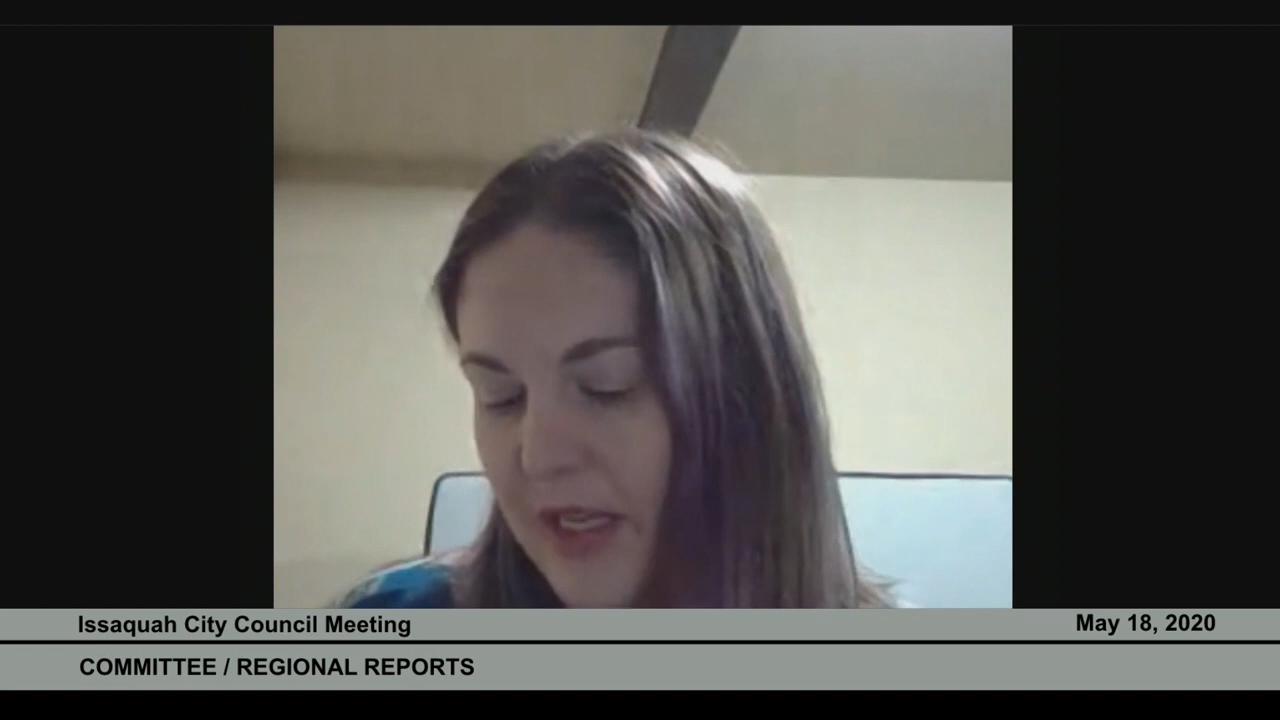 Issaquah City Council Meeting
May 18, 2020
COMMITTEE / REGIONAL REPORTS